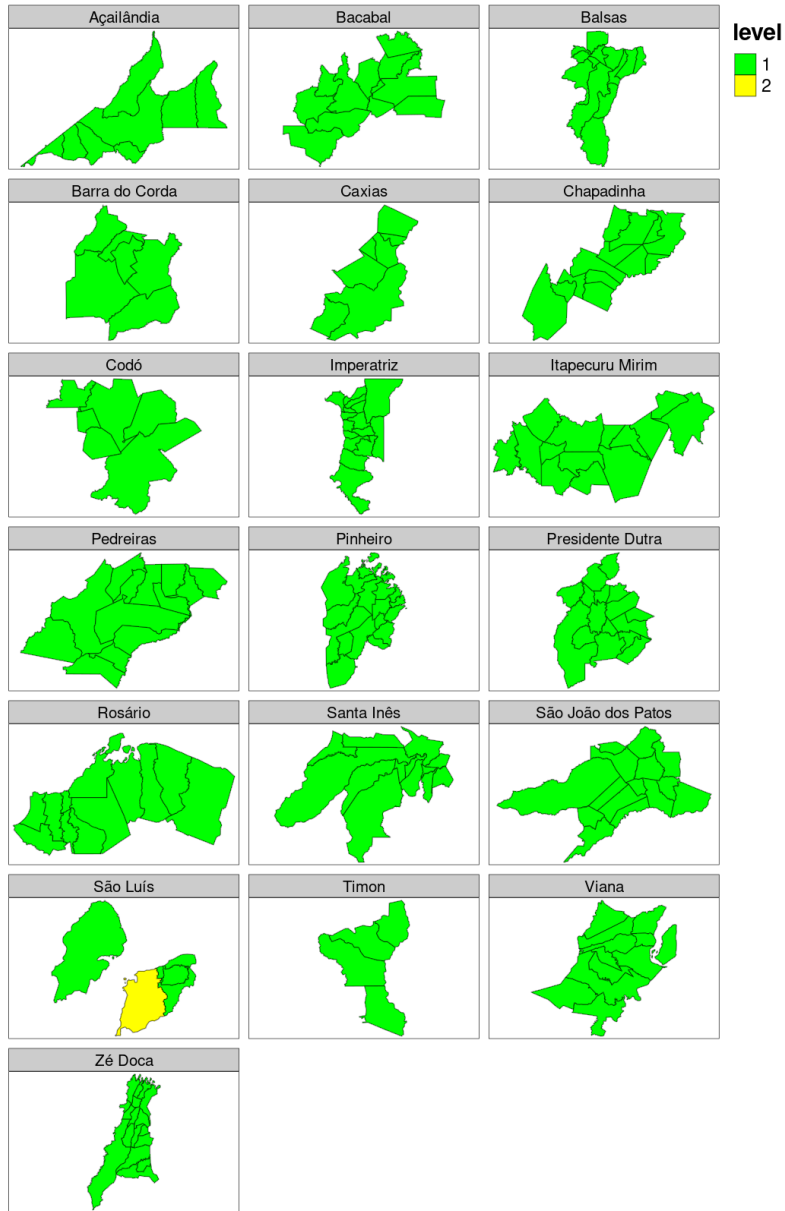 Açailândia
Bacabal
Balsas
level
1
2
Barra do Corda
Caxias
Chapadinha
Codó
Imperatriz
Itapecuru Mirim
Pedreiras
Pinheiro
Presidente Dutra
Rosário
Santa Inês
São João dos Patos
São Luís
Timon
Viana
Zé Doca